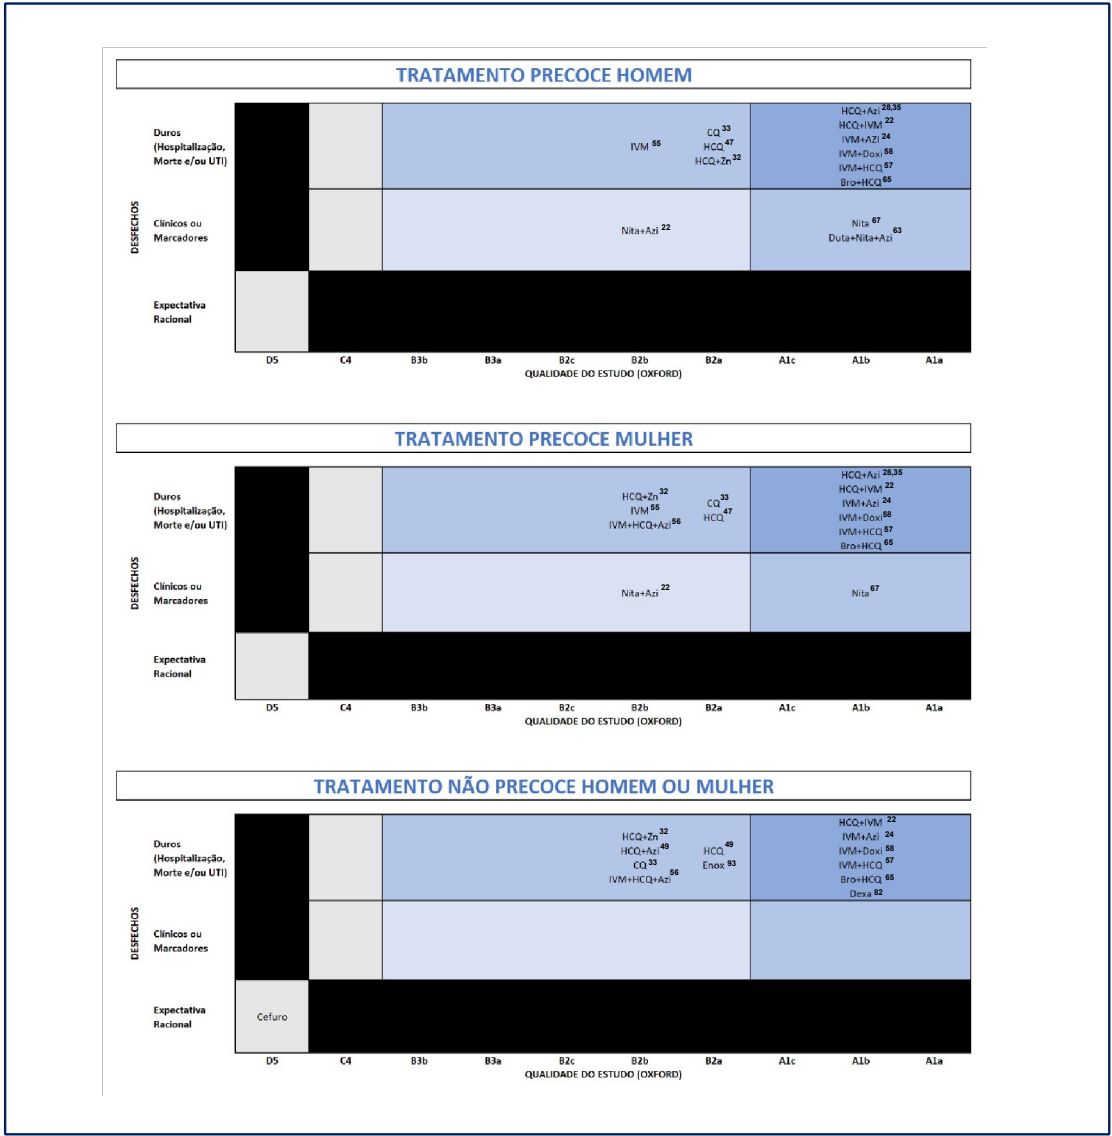 TRATAMENTO PRECOCE HOMEM
DESFECHOS
Duros
(Hospitalização,
Morte e/ou UTI)
IVM 55
CQ 33
HCQ 47
HCQ+Zn 32
HCQ+Azi 28,35
HCQ+IVM 22
IVM+AZI 24
IVM+Doxi 58
IVM+HCQ 57
Bro+HCQ 65
Clínicos ou
Marcadores
Nita+Azi 22
Nita 67
Duta+Nita+Azi 63
Expectativa
Racional
D5 C4 B3b B3a B2c B2b B2a A1c A1b A1a
QUALIDADE DO ESTUDO (OXFORD)
TRATAMENTO PRECOCE MULHER
DESFECHOS
Duros
(Hospitalização,
Morte e/ou UTI)
HCQ+Zn 32
IVM 55
IVM+HCQ+Azi 56
CQ 33
HCQ 47
HCQ+Azi 28,35
HCQ+IVM 22
IVM+Azi 24
IVM+Doxi 58
IVM+HCQ 57
Bro+HCQ 65
Clínicos ou
Marcadores
Nita+Azi 22
Nita 67
Expectativa
Racional
D5 C4 B3b B3a B2c B2b B2a A1c A1b A1a
QUALIDADE DO ESTUDO (OXFORD)
TRATAMENTO NÃO PRECOCE HOMEM OU MULHER
DESFECHOS
Duros
(Hospitalização,
Morte e/ou UTI)
HCQ+Zn 32
HCQ+Azi 49
CQ 33
IVM+HCQ+Azi 56
HCQ 49
Enox 93
HCQ+IVM 22
IVM+Azi 24
IVM+Doxi 58
IVM+HCQ 57
Bro+HCQ 65
Dexa 82
Clínicos ou
Marcadores
Expectativa
Racional
Cefuro
D5 C4 B3b B3a B2c B2b B2a A1c A1b A1a
QUALIDADE DO ESTUDO (OXFORD)